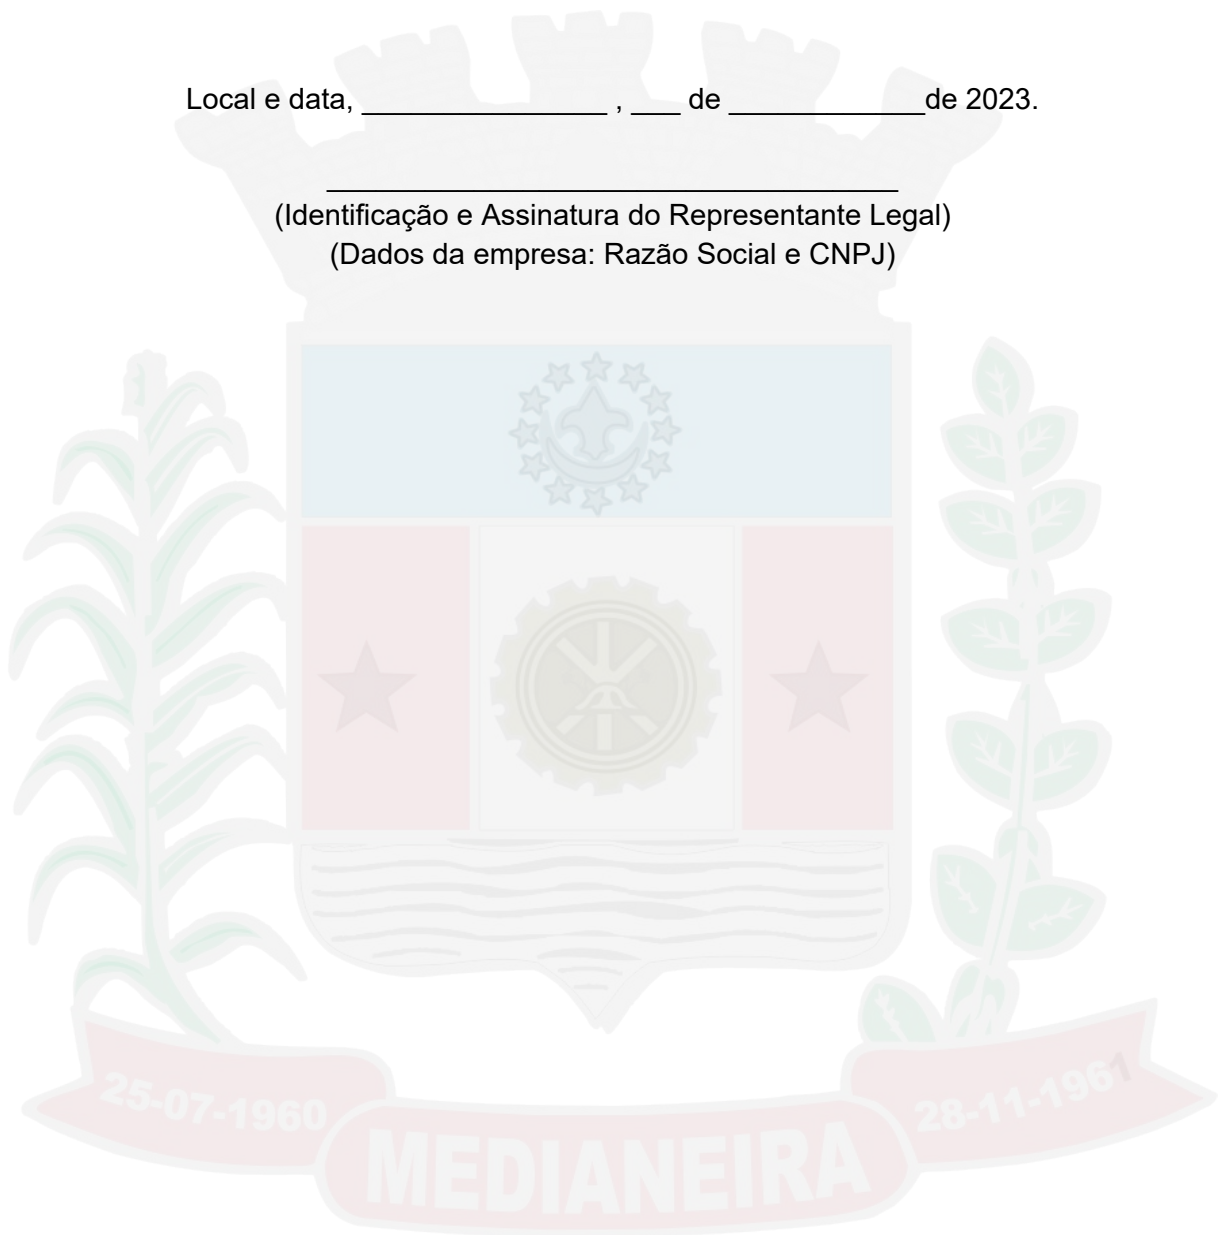 Local e data, _______________ , ___ de ____________de 2023.
___________________________________
(Identificação e Assinatura do Representante Legal)
(Dados da empresa: Razão Social e CNPJ)
25-07-1960
28-11-1961
MEDIANEIRA